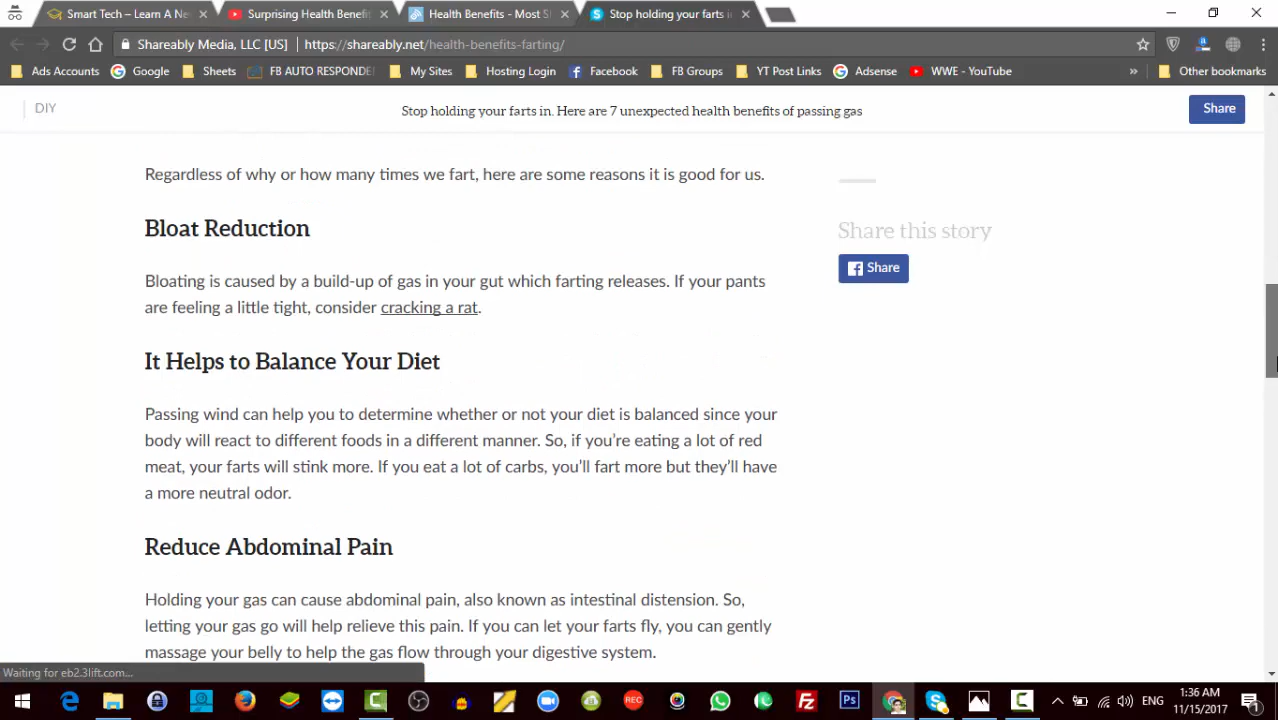 Smart Tech – Learn A Ne
Surprising Health Benefi
Health Benefits - Most S
Stop holding your farts i
Shareably Media, LLC [US]
https://shareably.net/health-benefits-farting/
Ads Accounts
Google
Sheets
FB AUTO RESPONDE
My Sites
Hosting Login
Facebook
FB Groups
YT Post Links
Adsense
WWE - YouTube
»
Other bookmarks
DIY
Stop holding your farts in. Here are 7 unexpected health benefits of passing gas
Share
Regardless of why or how many times we fart, here are some reasons it is good for us.
Share this story
Share
Bloat Reduction
Bloating is caused by a build-up of gas in your gut which farting releases. If your pants
are feeling a little tight, consider cracking a rat.
It Helps to Balance Your Diet
Passing wind can help you to determine whether or not your diet is balanced since your
body will react to different foods in a different manner. So, if you're eating a lot of red
meat, your farts will stink more. If you eat a lot of carbs, you'll fart more but they'll have
a more neutral odor.
Reduce Abdominal Pain
Holding your gas can cause abdominal pain, also known as intestinal distension. So,
letting your gas go will help relieve this pain. If you can let your farts fly, you can gently
massage your belly to help the gas flow through your digestive system.
Waiting for eb2.3lift.com...
REC
Ps
ENG
1:36 AM
11/15/2017